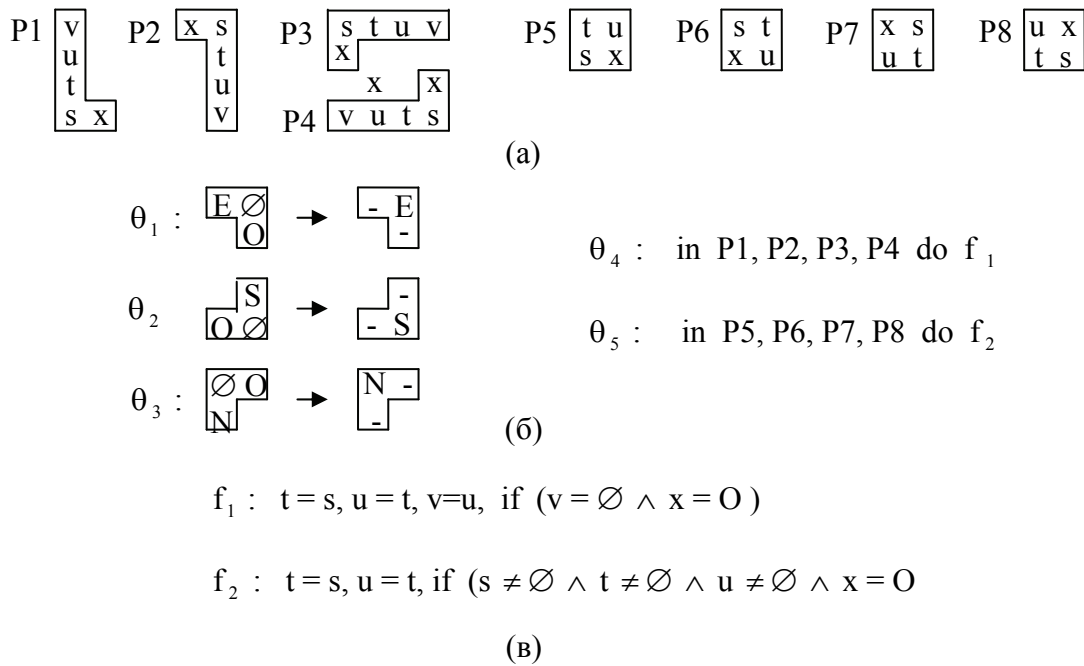 P1 v P2 x s P3 s t u v P5 t u P6 s t P7 x s P8 u x
u t x s x x u u t t s
t u x x
s x v P4 v u t s
(а)
θ₁ : E ∅ → - E
O -
θ₄ : in P1, P2, P3, P4 do f₁
θ₂ S → -
O ∅ - S
θ₅ : in P5, P6, P7, P8 do f₂
θ₃ : ∅ O → N -
N -
(б)
f₁ : t = s, u = t, v=u, if (v = ∅ ∧ x = O )
f₂ : t = s, u = t, if (s ≠ ∅ ∧ t ≠ ∅ ∧ u ≠ ∅ ∧ x = O
(в)